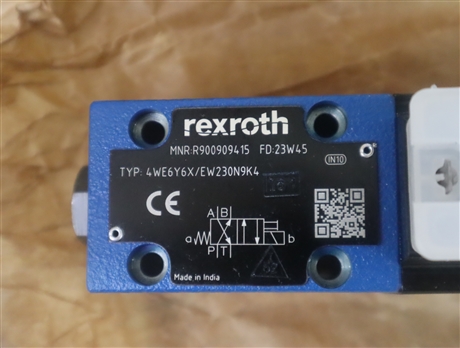 rexroth
MNR:R900909415 FD:23W45
IN10
TYP: 4WE6Y6X/EW230N9K4
CE
A B
a b
P T
Made in India